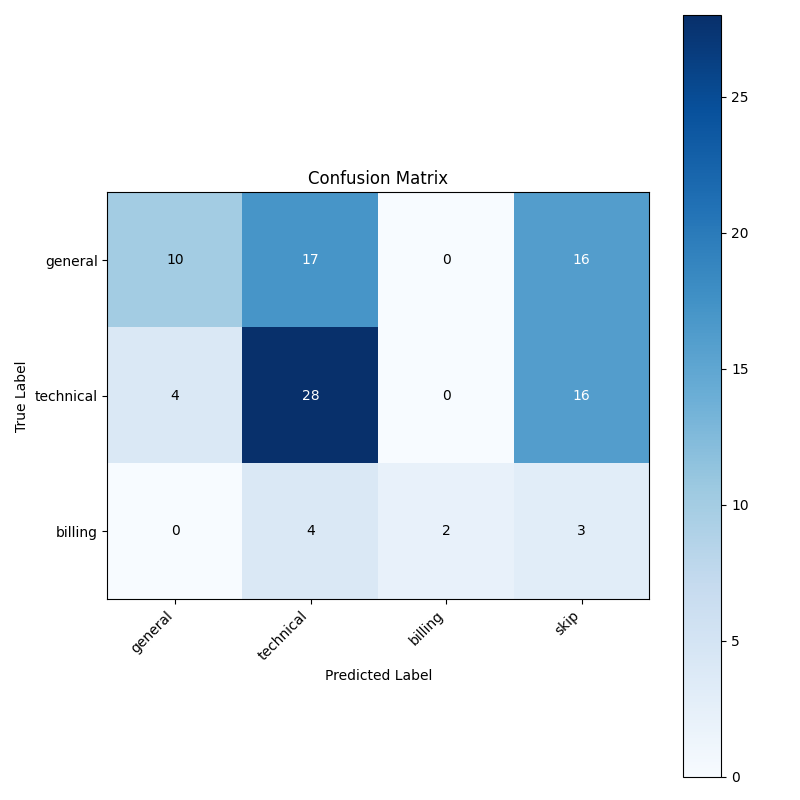 Confusion Matrix
general 10 17 0 16
technical 4 28 0 16
billing 0 4 2 3
general technical billing skip
Predicted Label
True Label
25
20
15
10
5
0